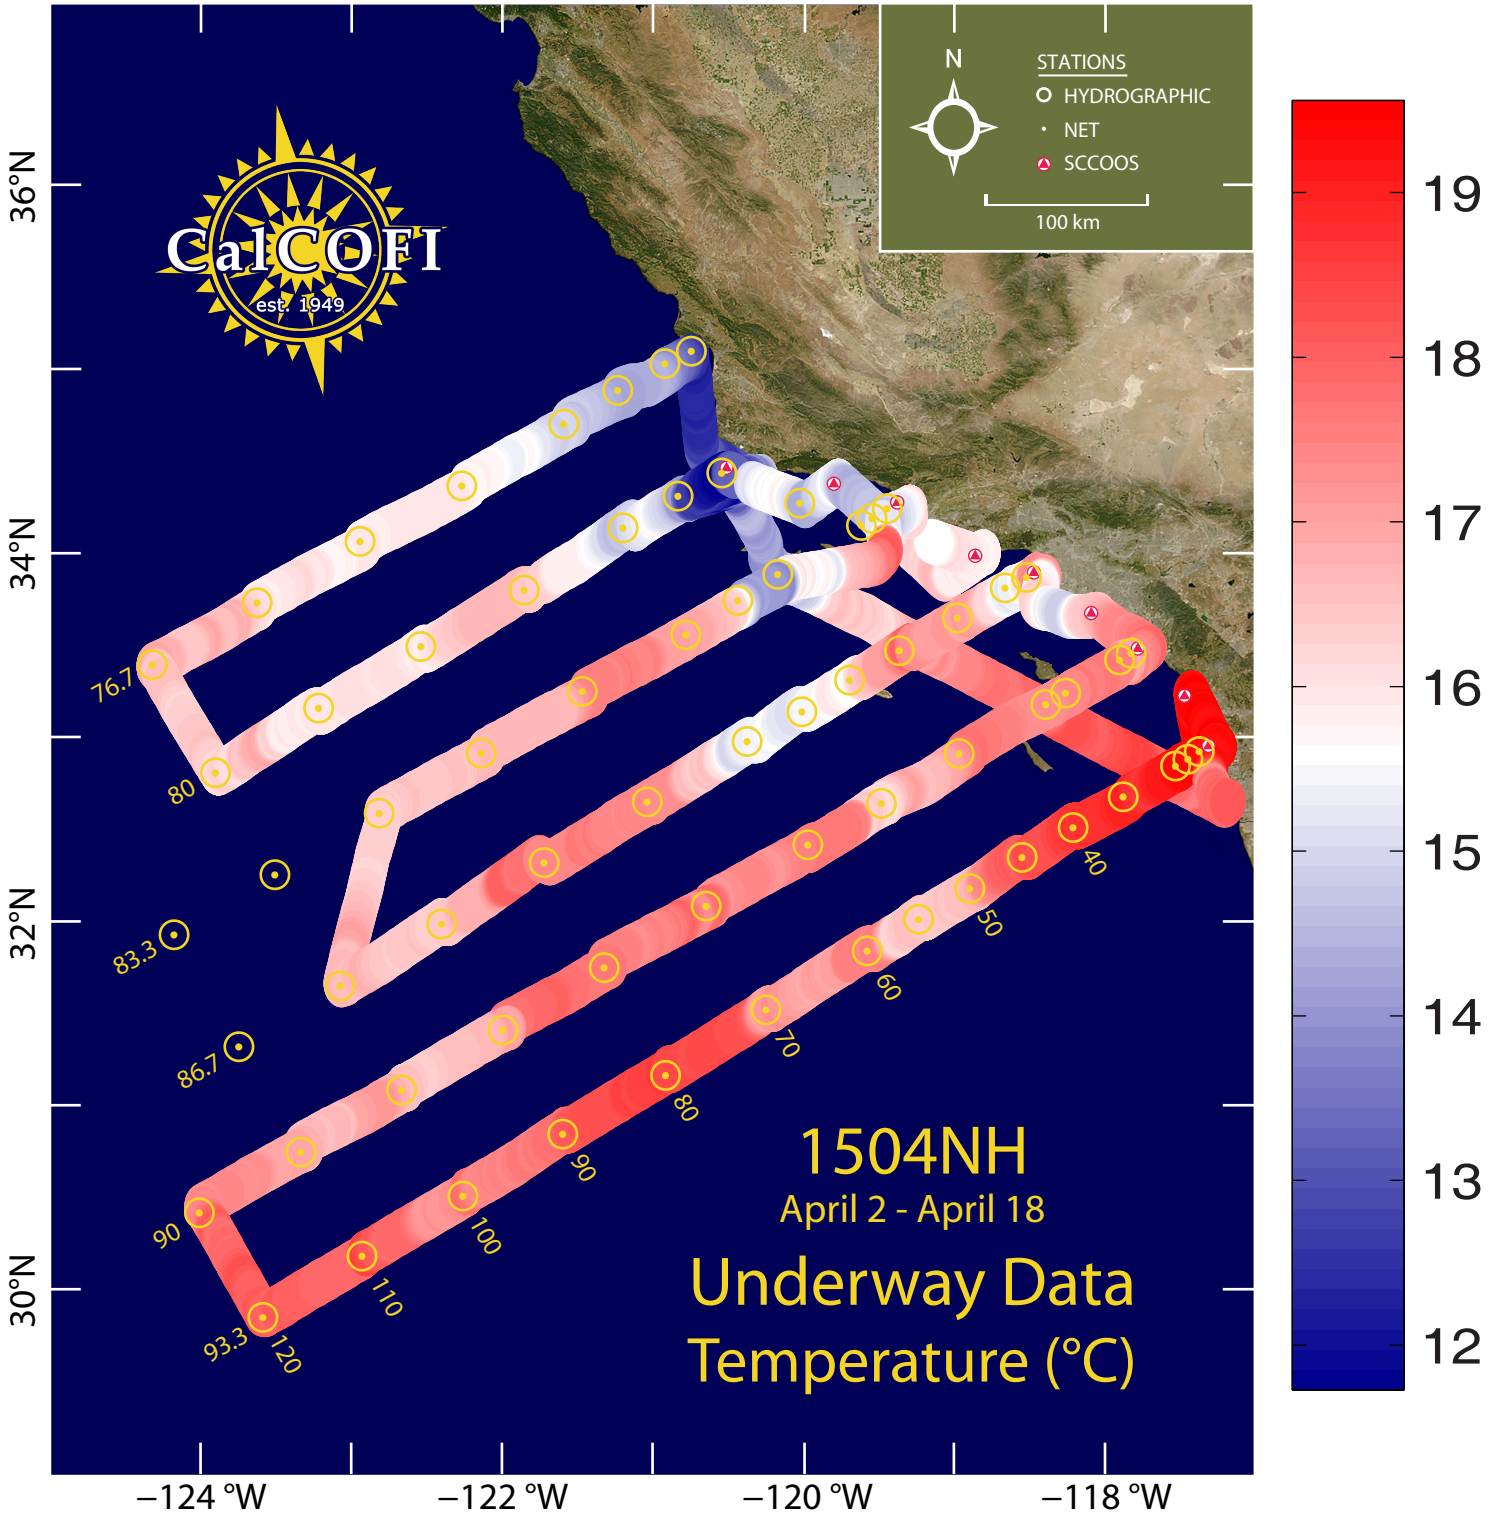 CalCOFI
est. 1949
N
STATIONS
HYDROGRAPHIC
NET
SCCOOS
100 km
36°N
34°N
32°N
30°N
−124 °W
−122 °W
−120 °W
−118 °W
76.7
80
83.3
86.7
90
93.3
40
50
60
70
80
90
100
110
120
1504NH
April 2 - April 18
Underway Data
Temperature (°C)
19
18
17
16
15
14
13
12